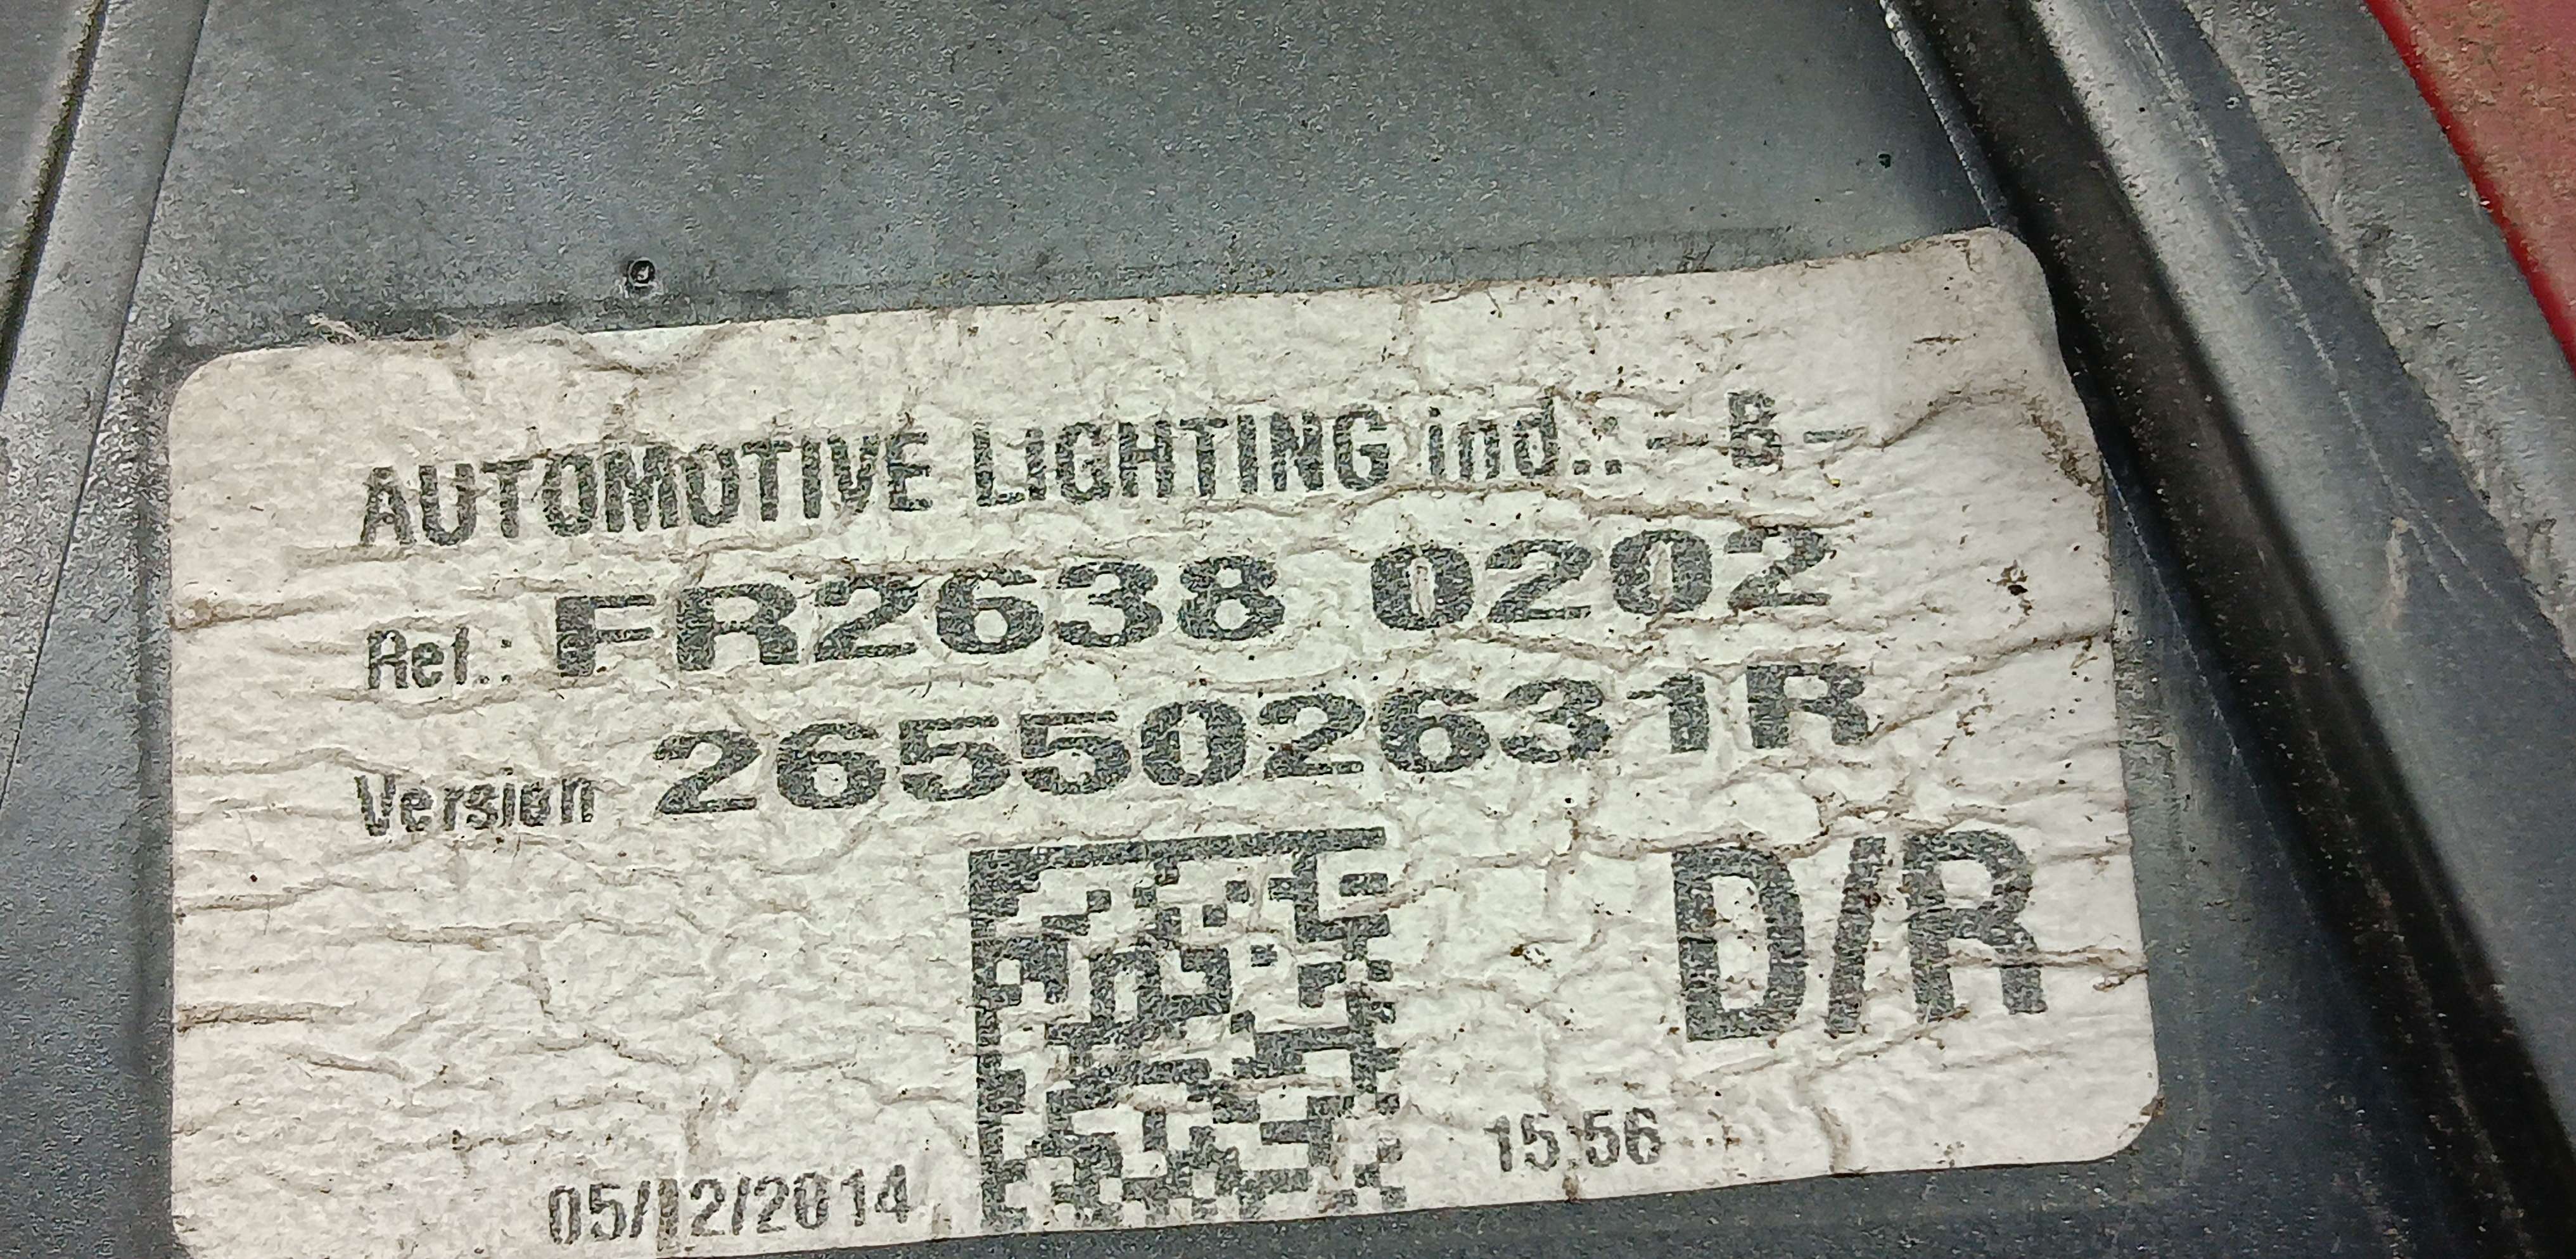 AUTOMOTIVE LIGHTING ind.: - B -
Ref.: FR2638 0202
Version 265502631R
D/R
05/12/2014 15:56